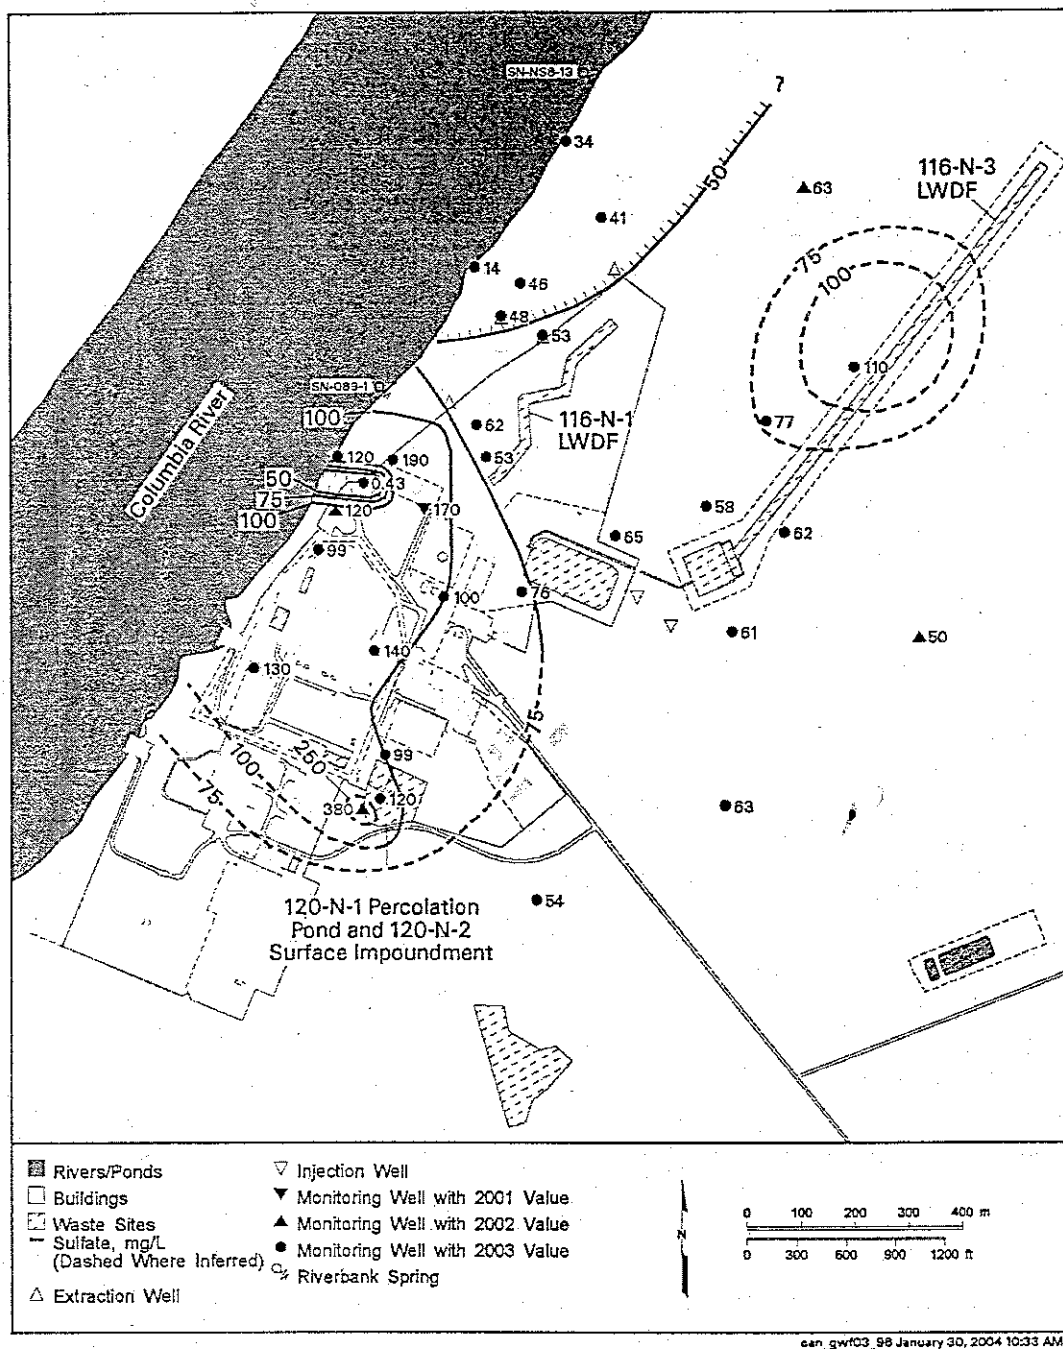 SN-NS8-13
?
34
50
63
116-N-3
LWDF
41
75
100
14
46
48
53
110
SN-083-1
Columbia River
100
62
116-N-1
LWDF
77
53
120
190
50
0.43
75
120
170
100
58
65
62
99
100
76
61
50
140
130
75
250
99
100
75
380
120
63
54
120-N-1 Percolation
Pond and 120-N-2
Surface Impoundment
Rivers/Ponds
Buildings
Waste Sites
Sulfate, mg/L
(Dashed Where Inferred)
Extraction Well
Injection Well
Monitoring Well with 2001 Value
Monitoring Well with 2002 Value
Monitoring Well with 2003 Value
Riverbank Spring
N
0 100 200 300 400 m
0 300 600 900 1200 ft
can_gwf03_98 January 30, 2004 10:33 AM